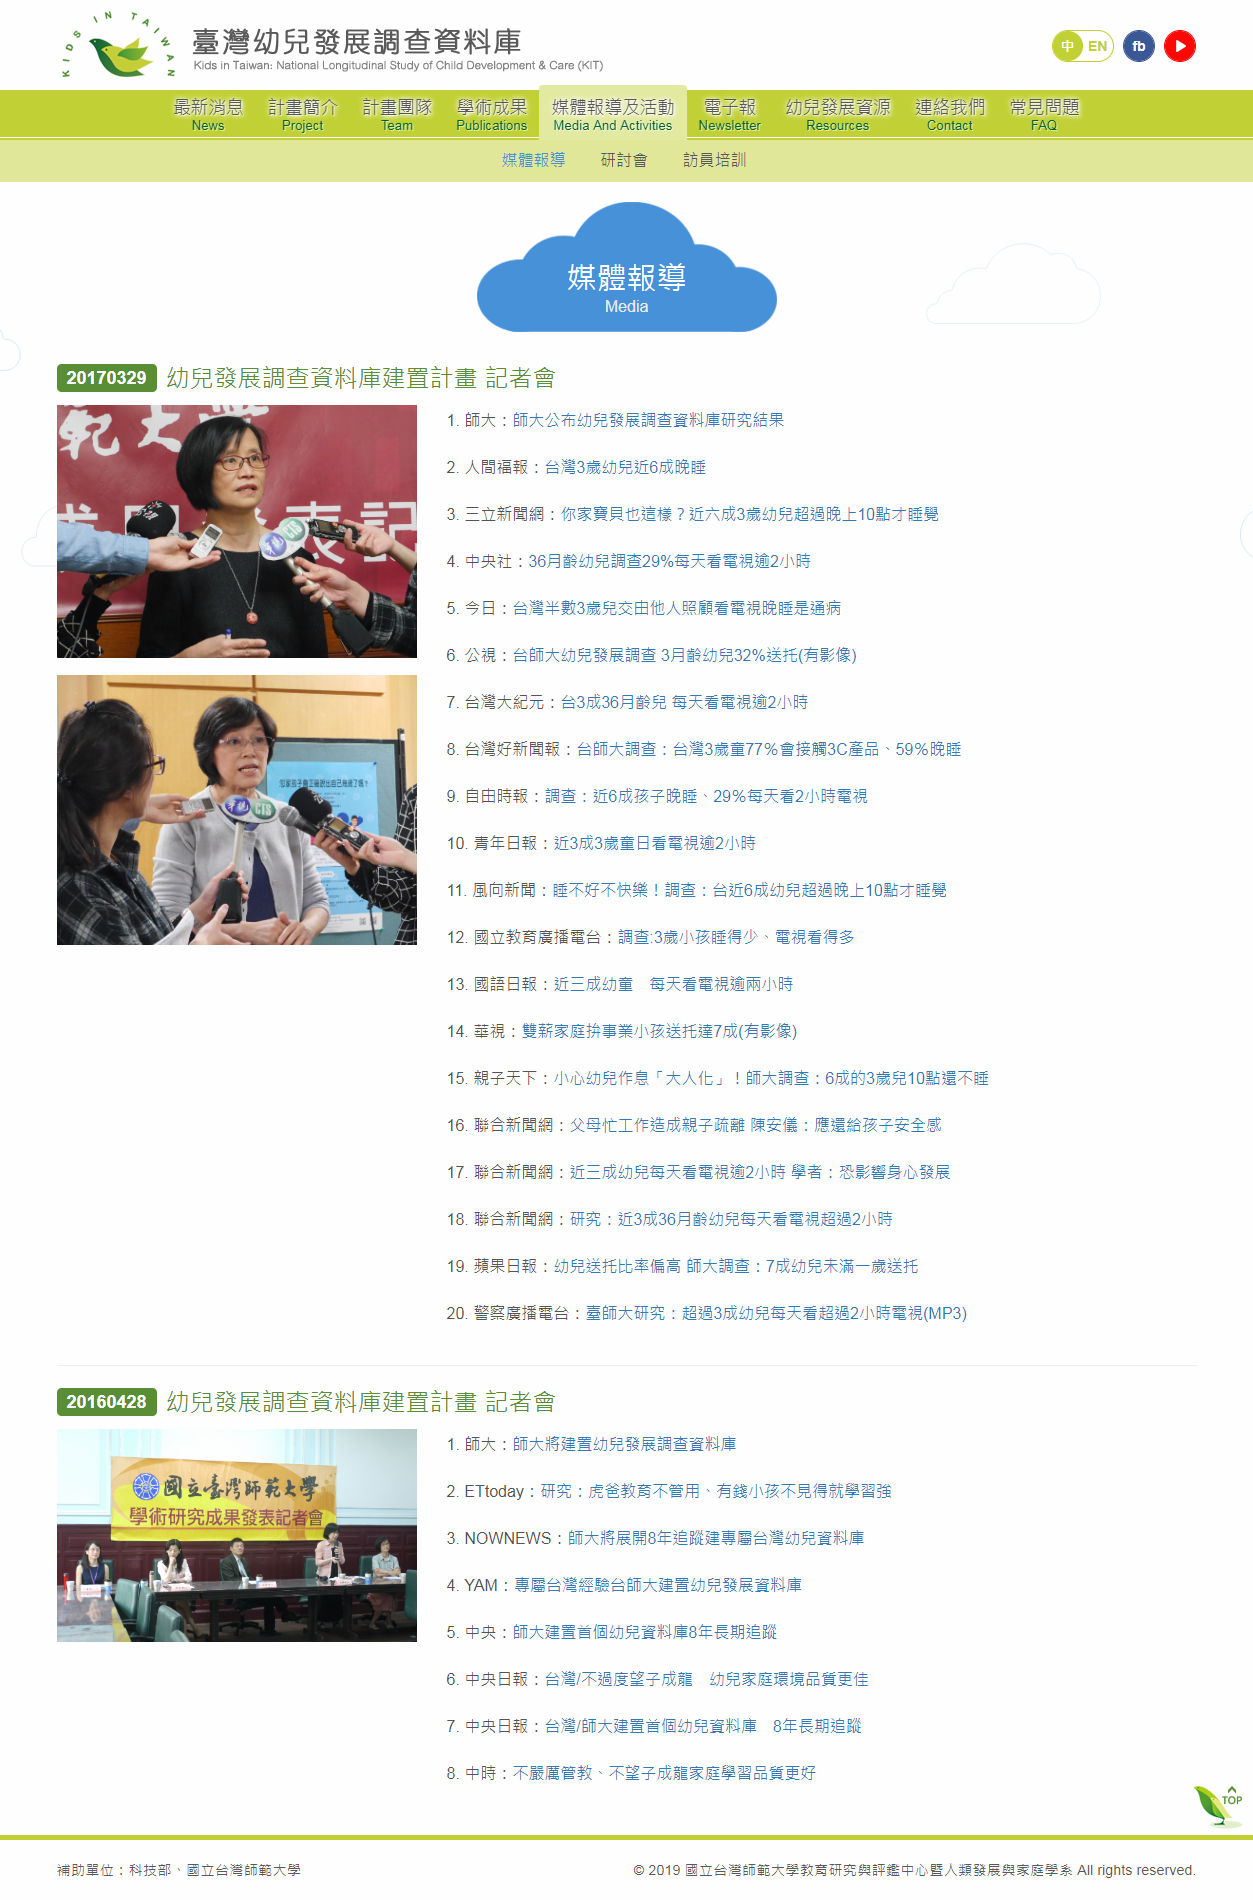 KIDS IN TAIWAN
臺灣幼兒發展調查資料庫
Kids in Taiwan: National Longitudinal Study of Child Development & Care (KIT)
中 EN fb
最新消息 計畫簡介 計畫團隊 學術成果 媒體報導及活動 電子報 幼兒發展資源 連絡我們 常見問題
News Project Team Publications Media And Activities Newsletter Resources Contact FAQ
媒體報導 研討會 訪員培訓
媒體報導
Media
20170329 幼兒發展調查資料庫建置計畫 記者會
1. 師大：師大公布幼兒發展調查資料庫研究結果
2. 人間福報：台灣3歲幼兒近6成晚睡
3. 三立新聞網：你家寶貝也這樣？近六成3歲幼兒超過晚上10點才睡覺
4. 中央社：36月齡幼兒調查29%每天看電視逾2小時
5. 今日：台灣半數3歲兒交由他人照顧看電視晚睡是通病
6. 公視：台師大幼兒發展調查 3月齡幼兒32%送托(有影像)
7. 台灣大紀元：台3成36月齡兒 每天看電視逾2小時
8. 台灣好新聞報：台師大調查：台灣3歲童77％會接觸3C產品、59％晚睡
9. 自由時報：調查：近6成孩子晚睡、29％每天看2小時電視
10. 青年日報：近3成3歲童日看電視逾2小時
11. 風向新聞：睡不好不快樂！調查：台近6成幼兒超過晚上10點才睡覺
12. 國立教育廣播電台：調查:3歲小孩睡得少、電視看得多
13. 國語日報：近三成幼童　每天看電視逾兩小時
14. 華視：雙薪家庭拚事業小孩送托達7成(有影像)
15. 親子天下：小心幼兒作息「大人化」！師大調查：6成的3歲兒10點還不睡
16. 聯合新聞網：父母忙工作造成親子疏離 陳安儀：應還給孩子安全感
17. 聯合新聞網：近三成幼兒每天看電視逾2小時 學者：恐影響身心發展
18. 聯合新聞網：研究：近3成36月齡幼兒每天看電視超過2小時
19. 蘋果日報：幼兒送托比率偏高 師大調查：7成幼兒未滿一歲送托
20. 警察廣播電台：臺師大研究：超過3成幼兒每天看超過2小時電視(MP3)
20160428 幼兒發展調查資料庫建置計畫 記者會
國立臺灣師範大學
學術研究成果發表記者會
1. 師大：師大將建置幼兒發展調查資料庫
2. ETtoday：研究：虎爸教育不管用、有錢小孩不見得就學習強
3. NOWNEWS：師大將展開8年追蹤建專屬台灣幼兒資料庫
4. YAM：專屬台灣經驗台師大建置幼兒發展資料庫
5. 中央：師大建置首個幼兒資料庫8年長期追蹤
6. 中央日報：台灣/不過度望子成龍　幼兒家庭環境品質更佳
7. 中央日報：台灣/師大建置首個幼兒資料庫　8年長期追蹤
8. 中時：不嚴厲管教、不望子成龍家庭學習品質更好
TOP
補助單位：科技部、國立台灣師範大學
© 2019 國立台灣師範大學教育研究與評鑑中心暨人類發展與家庭學系 All rights reserved.